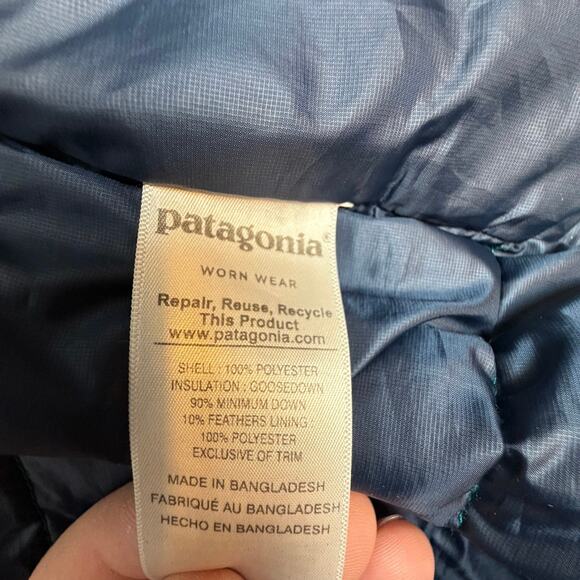 patagonia®
WORN WEAR
Repair, Reuse, Recycle
This Product
www.patagonia.com
SHELL : 100% POLYESTER
INSULATION : GOOSEDOWN
90% MINIMUM DOWN
10% FEATHERS LINING
100% POLYESTER
EXCLUSIVE OF TRIM
MADE IN BANGLADESH
FABRIQUÉ AU BANGLADESH
HECHO EN BANGLADESH